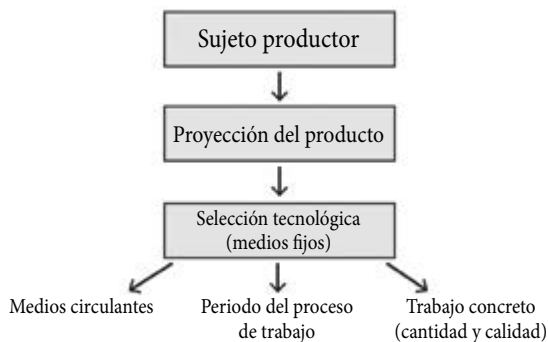 Sujeto productor
Proyección del producto
Selección tecnológica
(medios fijos)
Medios circulantes
Periodo del proceso
de trabajo
Trabajo concreto
(cantidad y calidad)